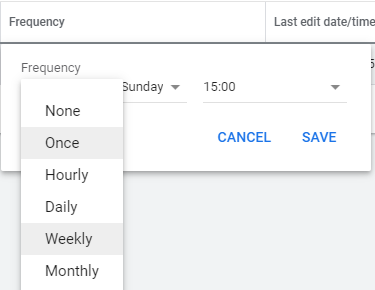 Frequency
Last edit date/time
Frequency
Sunday
15:00
None
Once
Hourly
Daily
Weekly
Monthly
CANCEL
SAVE